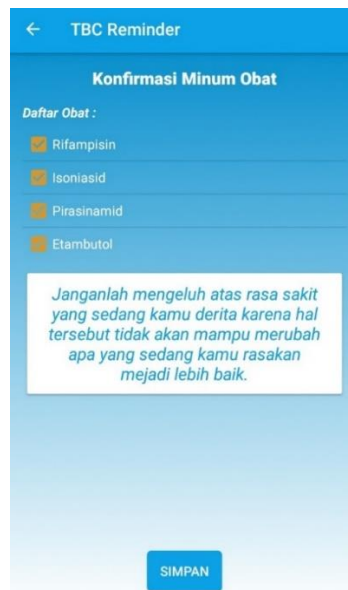 TBC Reminder
Konfirmasi Minum Obat
Daftar Obat :
Rifampisin
Isoniasid
Pirasinamid
Etambutol
Janganlah mengeluh atas rasa sakit
yang sedang kamu derita karena hal
tersebut tidak akan mampu merubah
apa yang sedang kamu rasakan
mejadi lebih baik.
SIMPAN